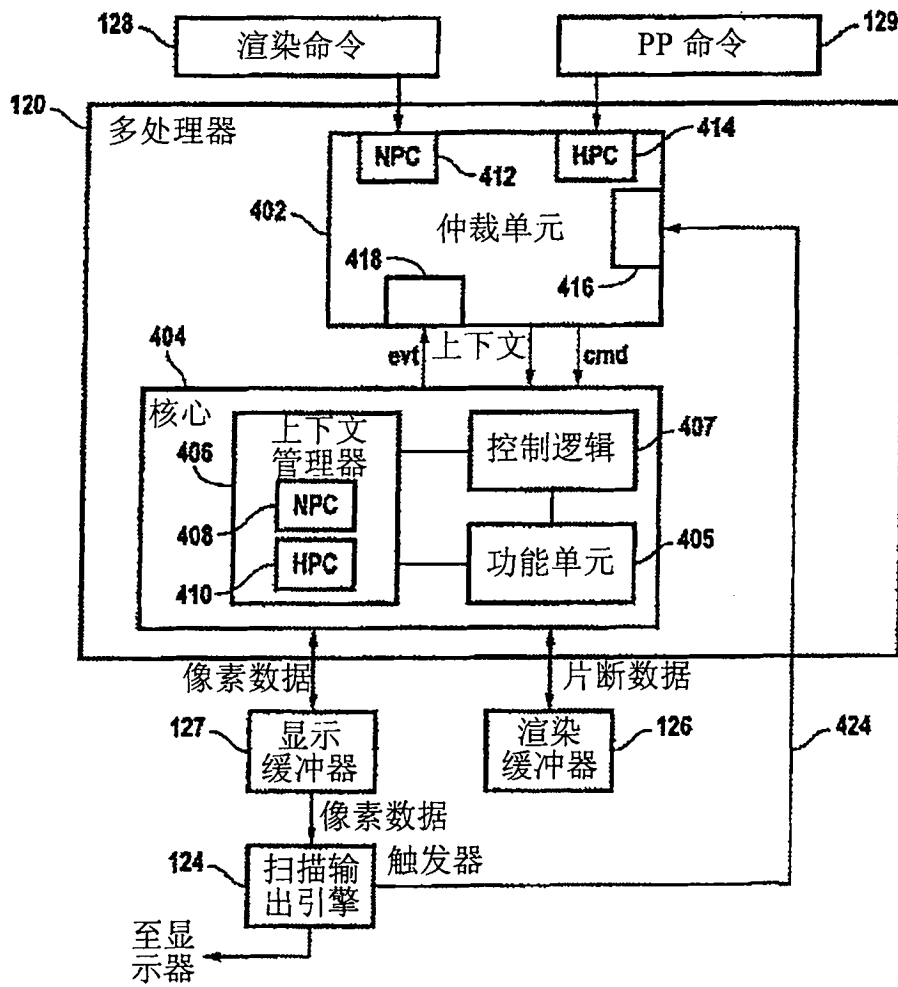 128
渲染命令
PP 命令
129
120
多处理器
NPC
412
HPC
414
402
仲裁单元
418
416
404
evt
上下文
cmd
核心
406
上下文
管理器
控制逻辑
407
408
NPC
410
HPC
功能单元
405
像素数据
片断数据
127
显示
缓冲器
渲染
缓冲器
126
424
像素数据
124
扫描输
出引擎
触发器
至显
示器